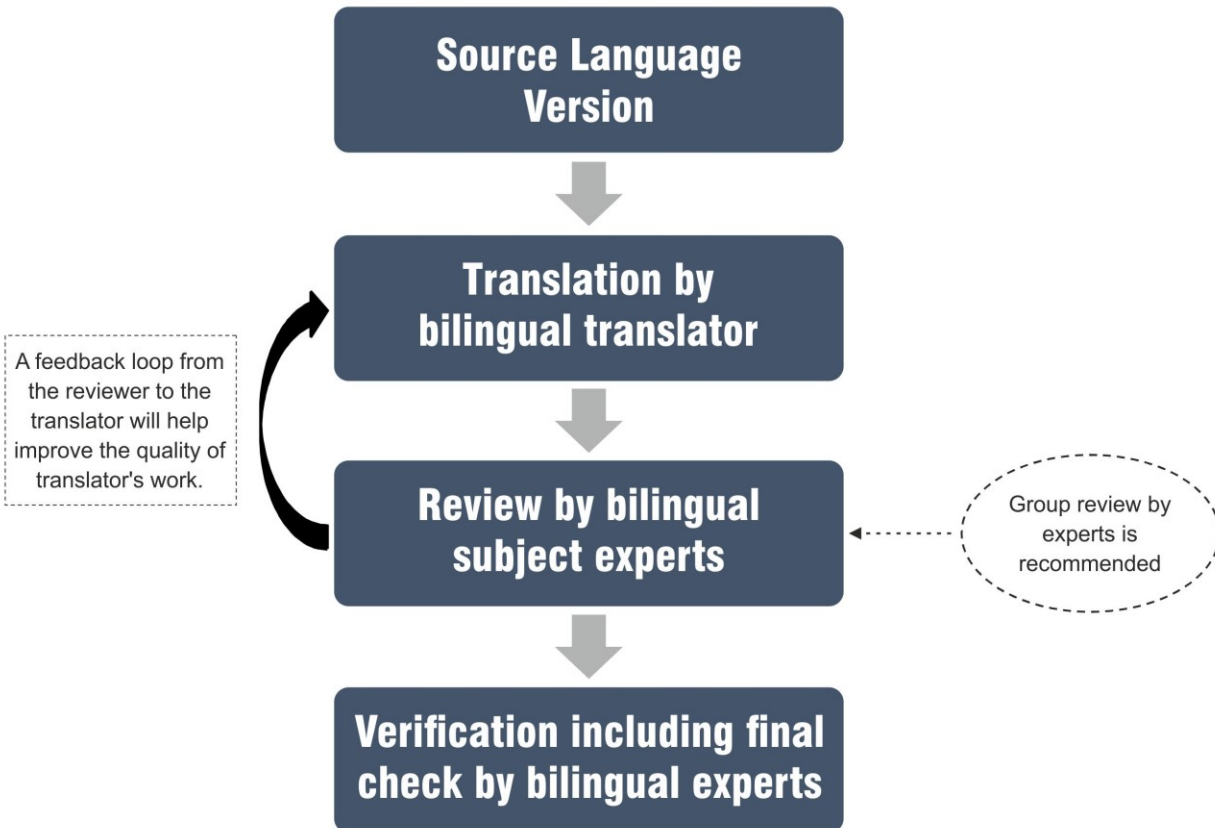 Source Language
Version
Translation by
bilingual translator
A feedback loop from
the reviewer to the
translator will help
improve the quality of
translator's work.
Review by bilingual
subject experts
Group review by
experts is
recommended
Verification including final
check by bilingual experts